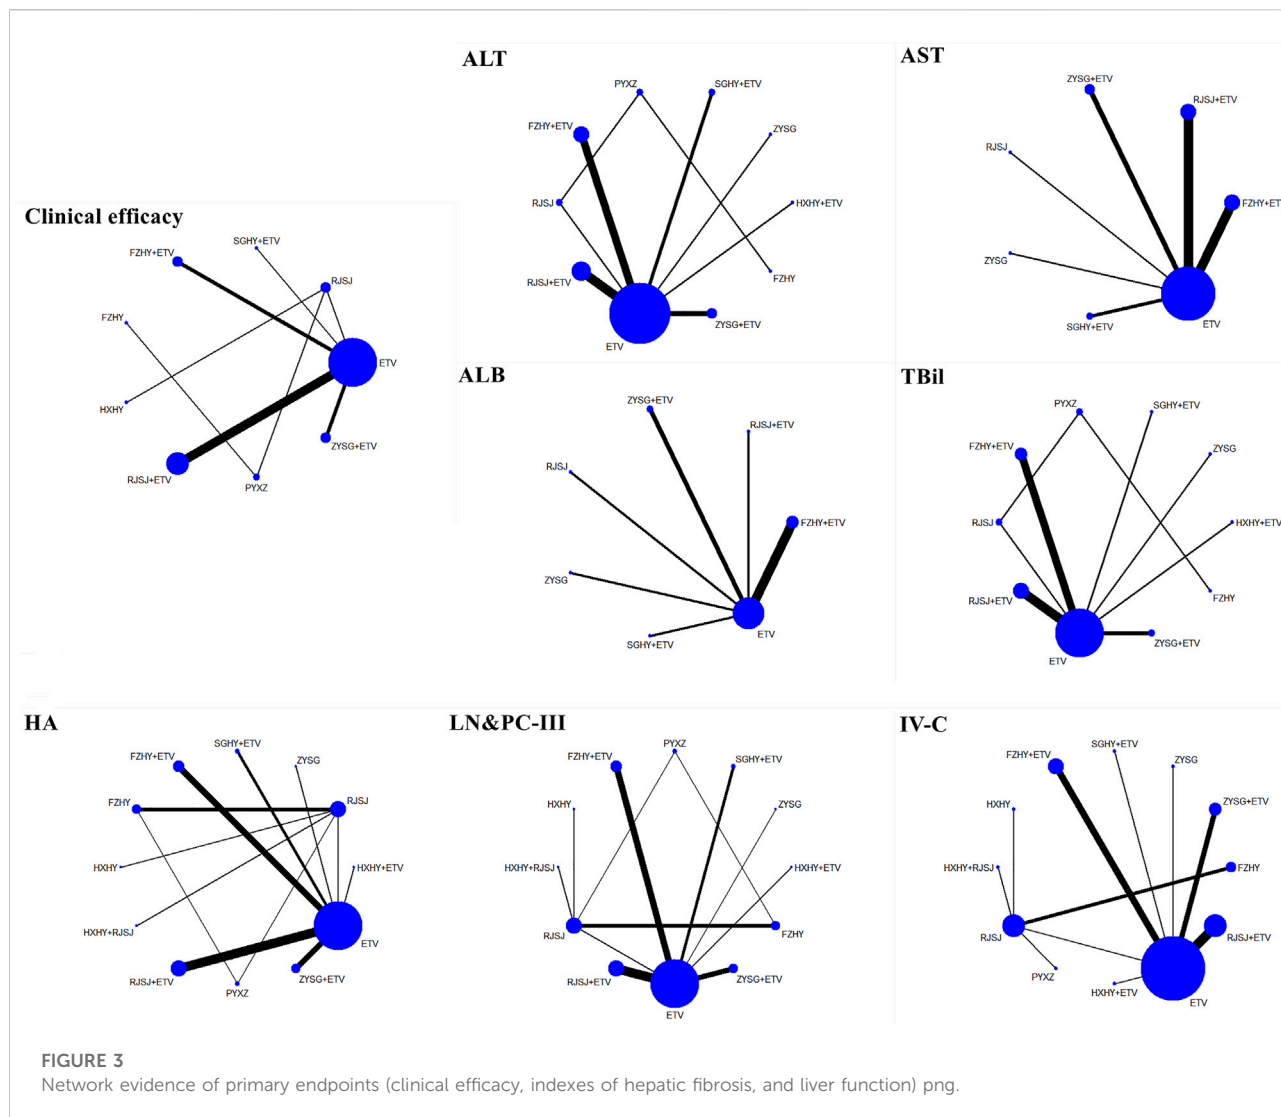 Clinical efficacy
SGHY+ETV
FZHY+ETV
RJSJ
FZHY
ETV
HXHY
ZYSG+ETV
RJSJ+ETV
PYXZ
ALT
PYXZ
SGHY+ETV
FZHY+ETV
ZYSG
RJSJ
HXHY+ETV
RJSJ+ETV
FZHY
ZYSG+ETV
ETV
AST
ZYSG+ETV
RJSJ+ETV
RJSJ
FZHY+ET
ZYSG
SGHY+ETV
ETV
ALB
ZYSG+ETV
RJSJ+ETV
RJSJ
FZHY+ETV
ZYSG
SGHY+ETV
ETV
TBil
PYXZ
SGHY+ETV
FZHY+ETV
ZYSG
RJSJ
HXHY+ETV
RJSJ+ETV
FZHY
ZYSG+ETV
ETV
HA
SGHY+ETV
FZHY+ETV
ZYSG
FZHY
RJSJ
HXHY
HXHY+ETV
HXHY+RJSJ
ETV
RJSJ+ETV
ZYSG+ETV
PYXZ
LN&PC-III
PYXZ
FZHY+ETV
SGHY+ETV
HXHY
ZYSG
HXHY+RJSJ
HXHY+ETV
RJSJ
FZHY
RJSJ+ETV
ZYSG+ETV
ETV
IV-C
SGHY+ETV
FZHY+ETV
ZYSG
HXHY
ZYSG+ETV
HXHY+RJSJ
FZHY
RJSJ
RJSJ+ETV
PYXZ
HXHY+ETV
ETV
FIGURE 3
Network evidence of primary endpoints (clinical efficacy, indexes of hepatic fibrosis, and liver function) png.